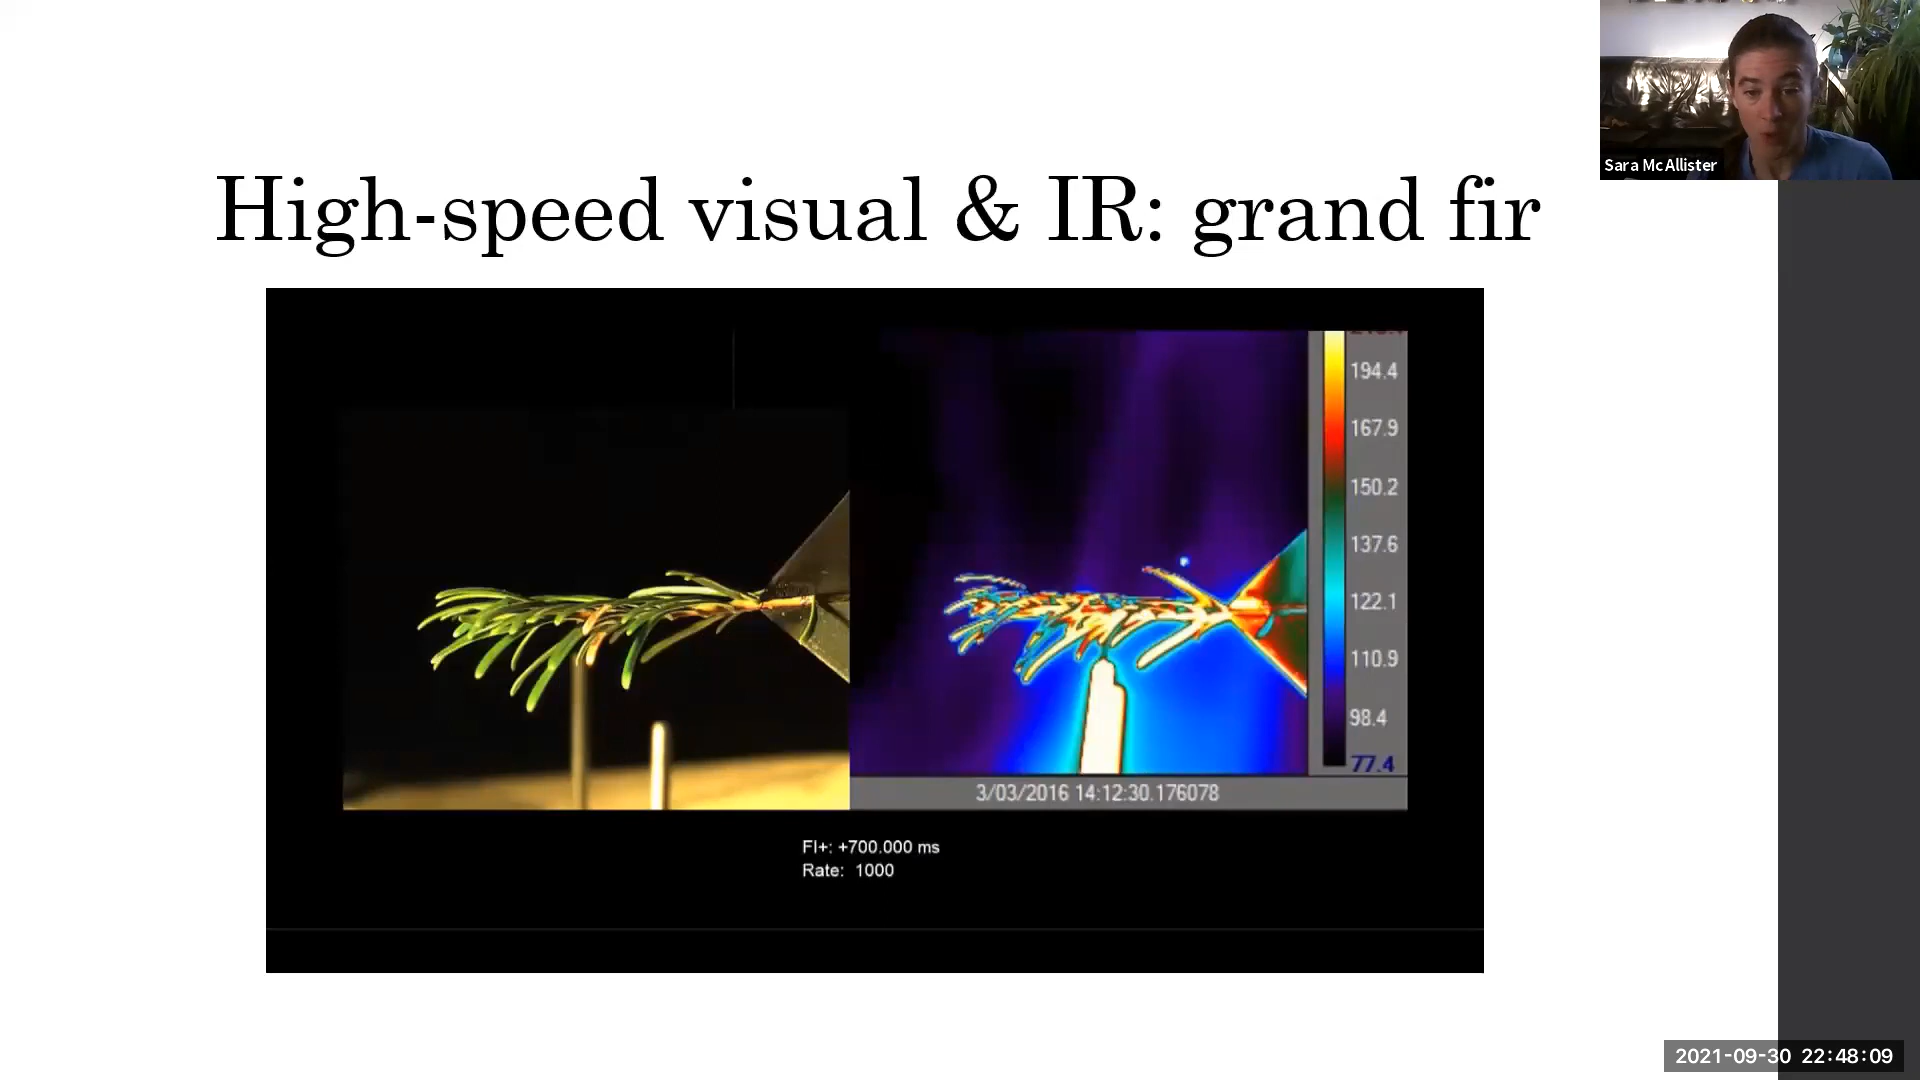 Sara McAllister
High-speed visual & IR: grand fir
194.4
167.9
150.2
137.6
122.1
110.9
98.4
77.4
3/03/2016 14:12:30.176078
FI+: +700.000 ms
Rate: 1000
2021-09-30 22:48:09